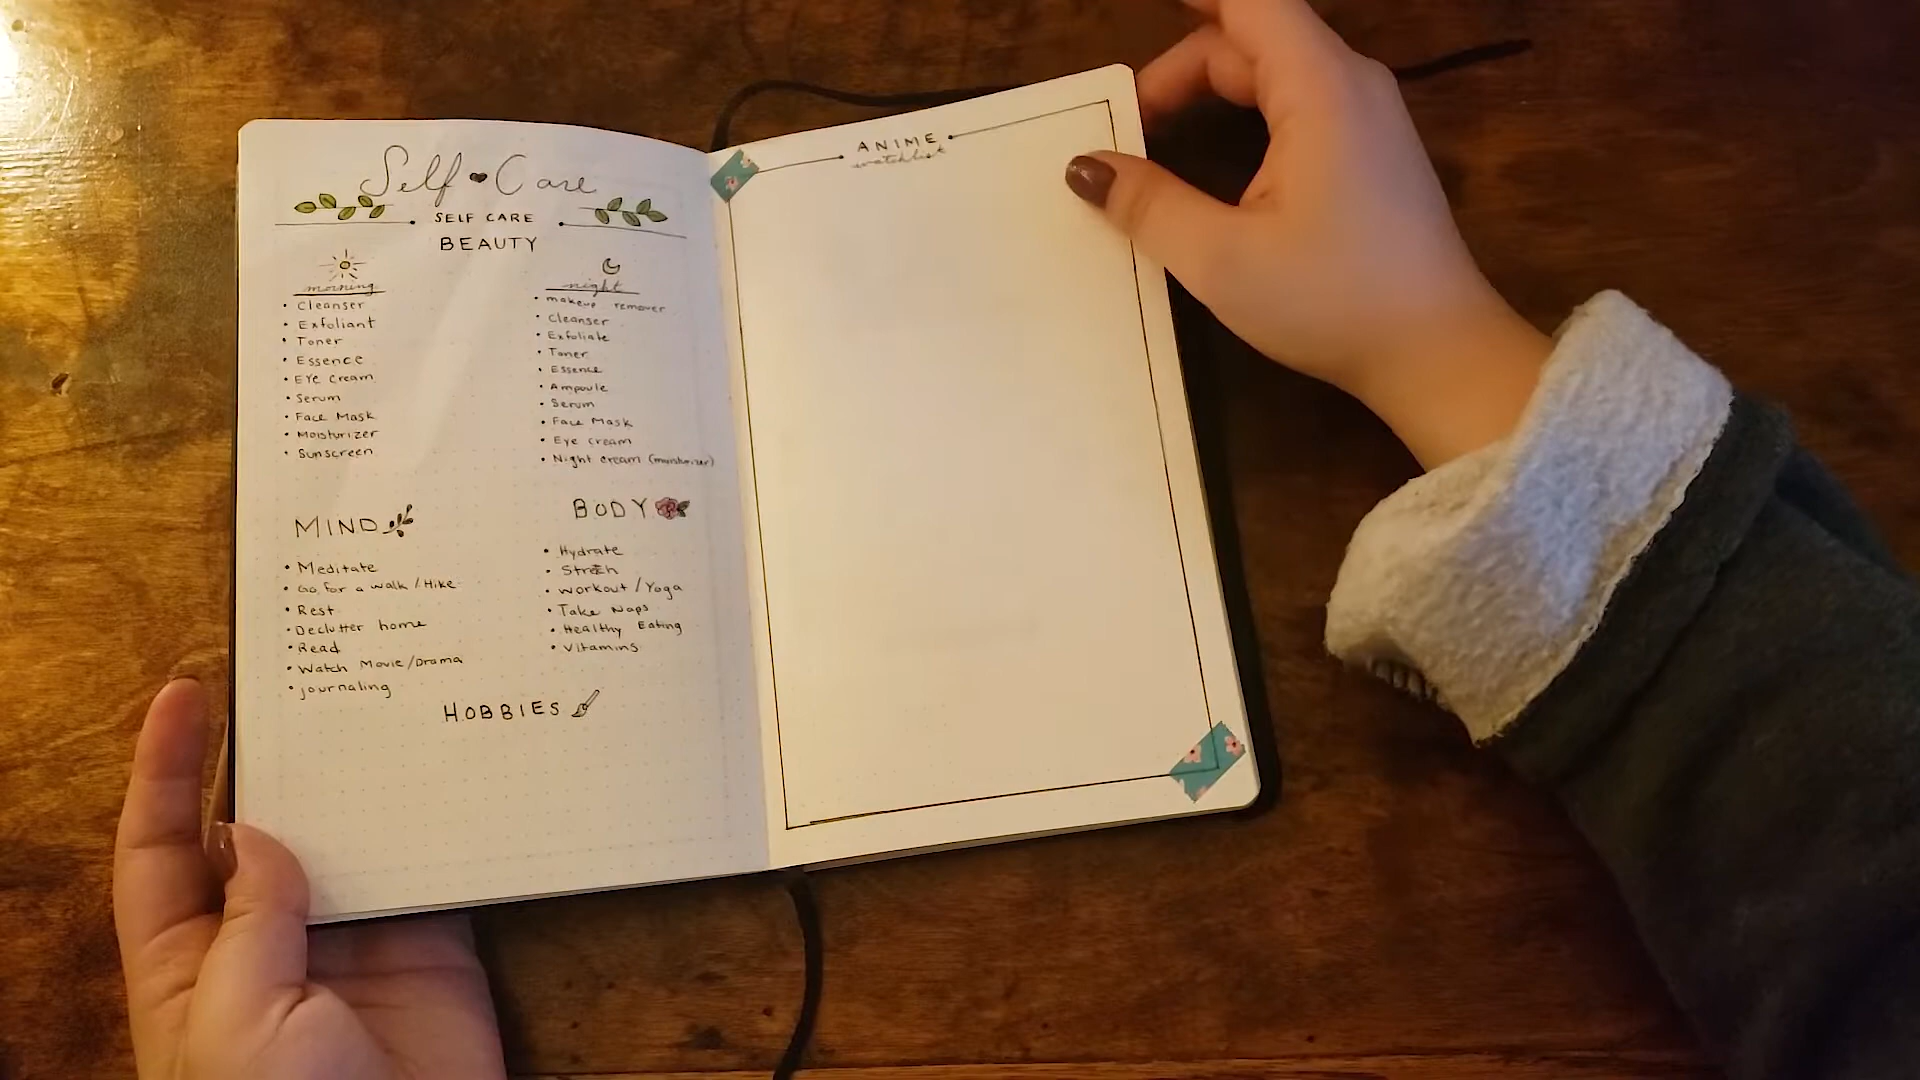 Self Care
SELF CARE
BEAUTY
morning
• Cleanser
• Exfoliant
• Toner
• Essence
• Eye Cream
• Serum
• Face Mask
• Moisturizer
• Sunscreen
night
• makeup remover
• Cleanser
• Exfoliate
• Toner
• Essence
• Ampoule
• Serum
• Face Mask
• Eye cream
• Night cream (moisturizer)
MIND
• Meditate
• Go for a walk / Hike
• Rest
• Declutter home
• Read
• Watch Movie/Drama
• journaling
BODY
• Hydrate
• Stretch
• Workout / Yoga
• Take Naps
• Healthy Eating
• Vitamins
HOBBIES
ANIME
watchlist